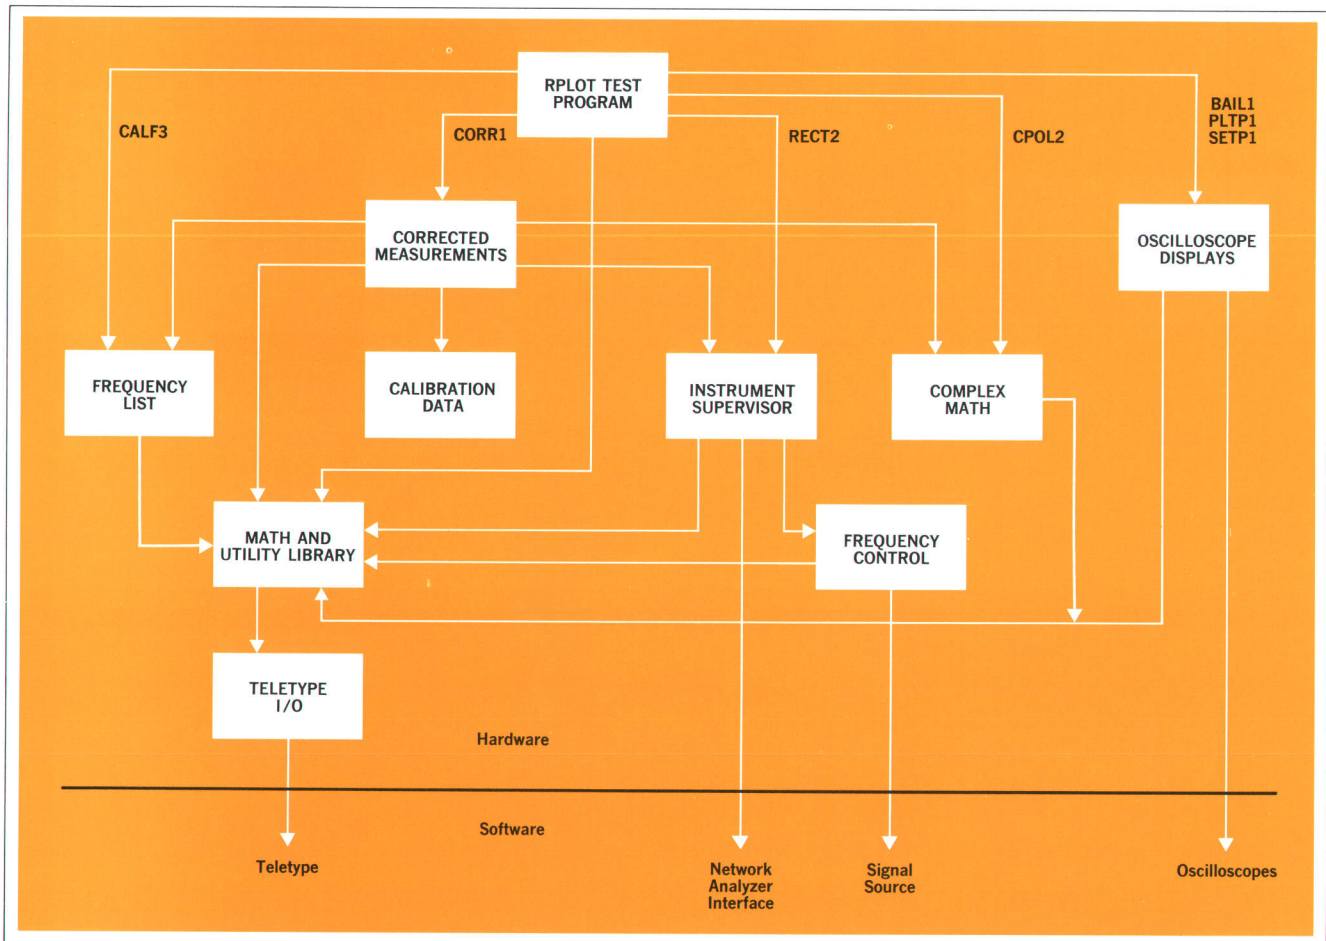 RPLOT TEST
PROGRAM
CALF3
CORR1
RECT2
CPOL2
BAIL1
PLTP1
SETP1
CORRECTED
MEASUREMENTS
OSCILLOSCOPE
DISPLAYS
FREQUENCY
LIST
CALIBRATION
DATA
INSTRUMENT
SUPERVISOR
COMPLEX
MATH
MATH AND
UTILITY LIBRARY
FREQUENCY
CONTROL
TELETYPE
I/O
Hardware
Software
Teletype
Network
Analyzer
Interface
Signal
Source
Oscilloscopes